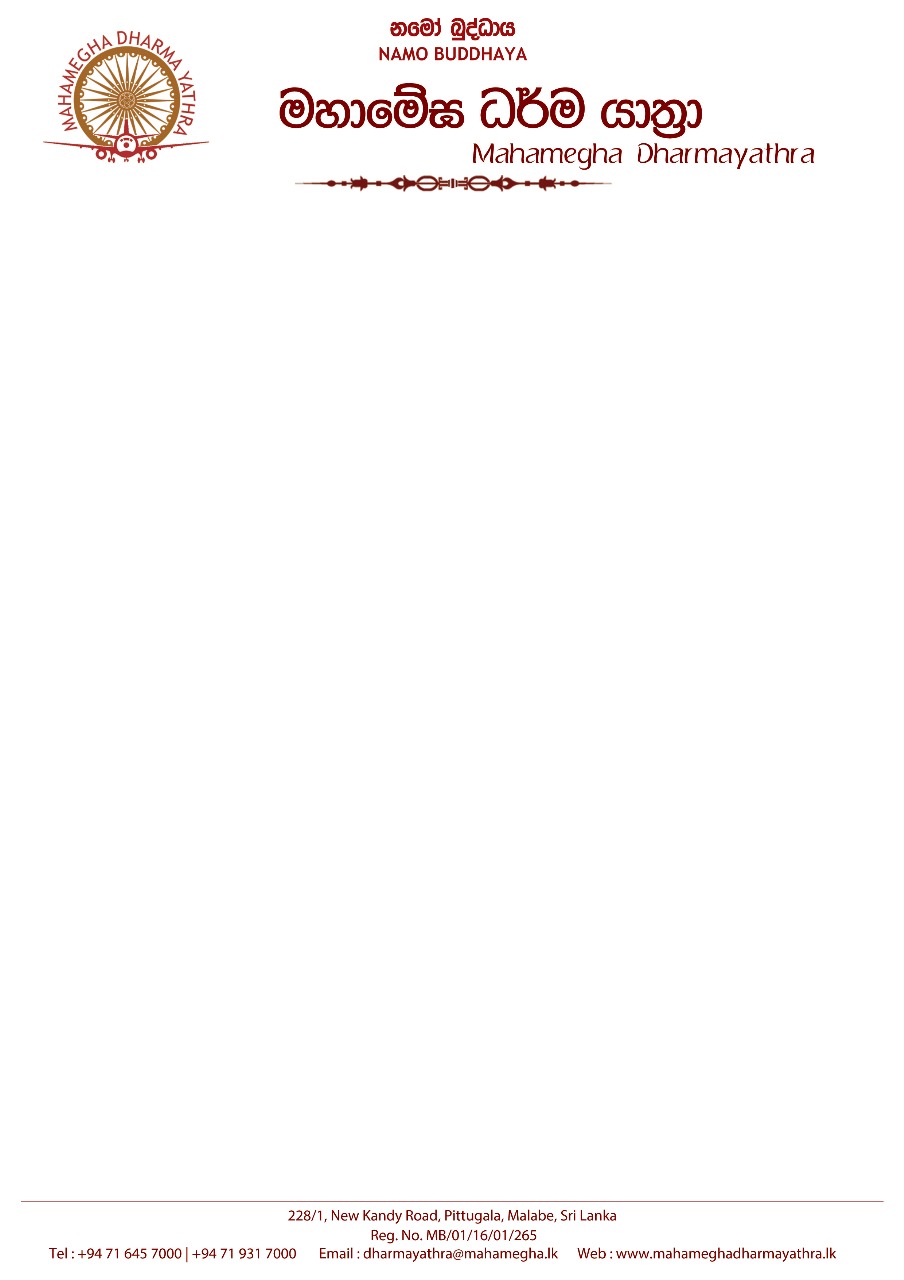 නමෝ බුද්ධාය
NAMO BUDDHAYA
MAHAMEGHA DHARMA YATHRA
මහාමේඝ ධර්ම යාත්‍රා
Mahamegha Dharmayathra
228/1, New Kandy Road, Pittugala, Malabe, Sri Lanka
Reg. No. MB/01/16/01/265
Tel : +94 71 645 7000 | +94 71 931 7000 Email : dharmayathra@mahamegha.lk Web : www.mahameghadharmayathra.lk